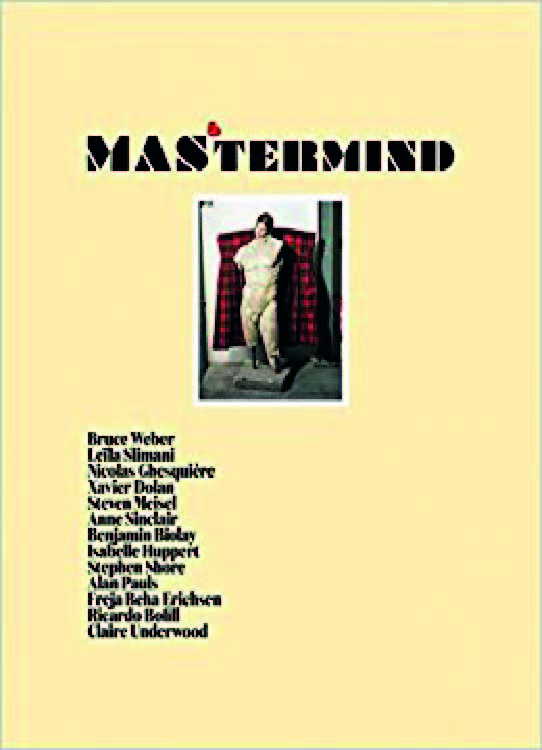 MASTERMIND
Bruce Weber
Leïla Slimani
Nicolas Ghesquière
Xavier Dolan
Steven Meisel
Anne Sinclair
Benjamin Biolay
Isabelle Huppert
Stephen Shore
Alan Pauls
Freja Beha Erichsen
Ricardo Bofill
Claire Underwood